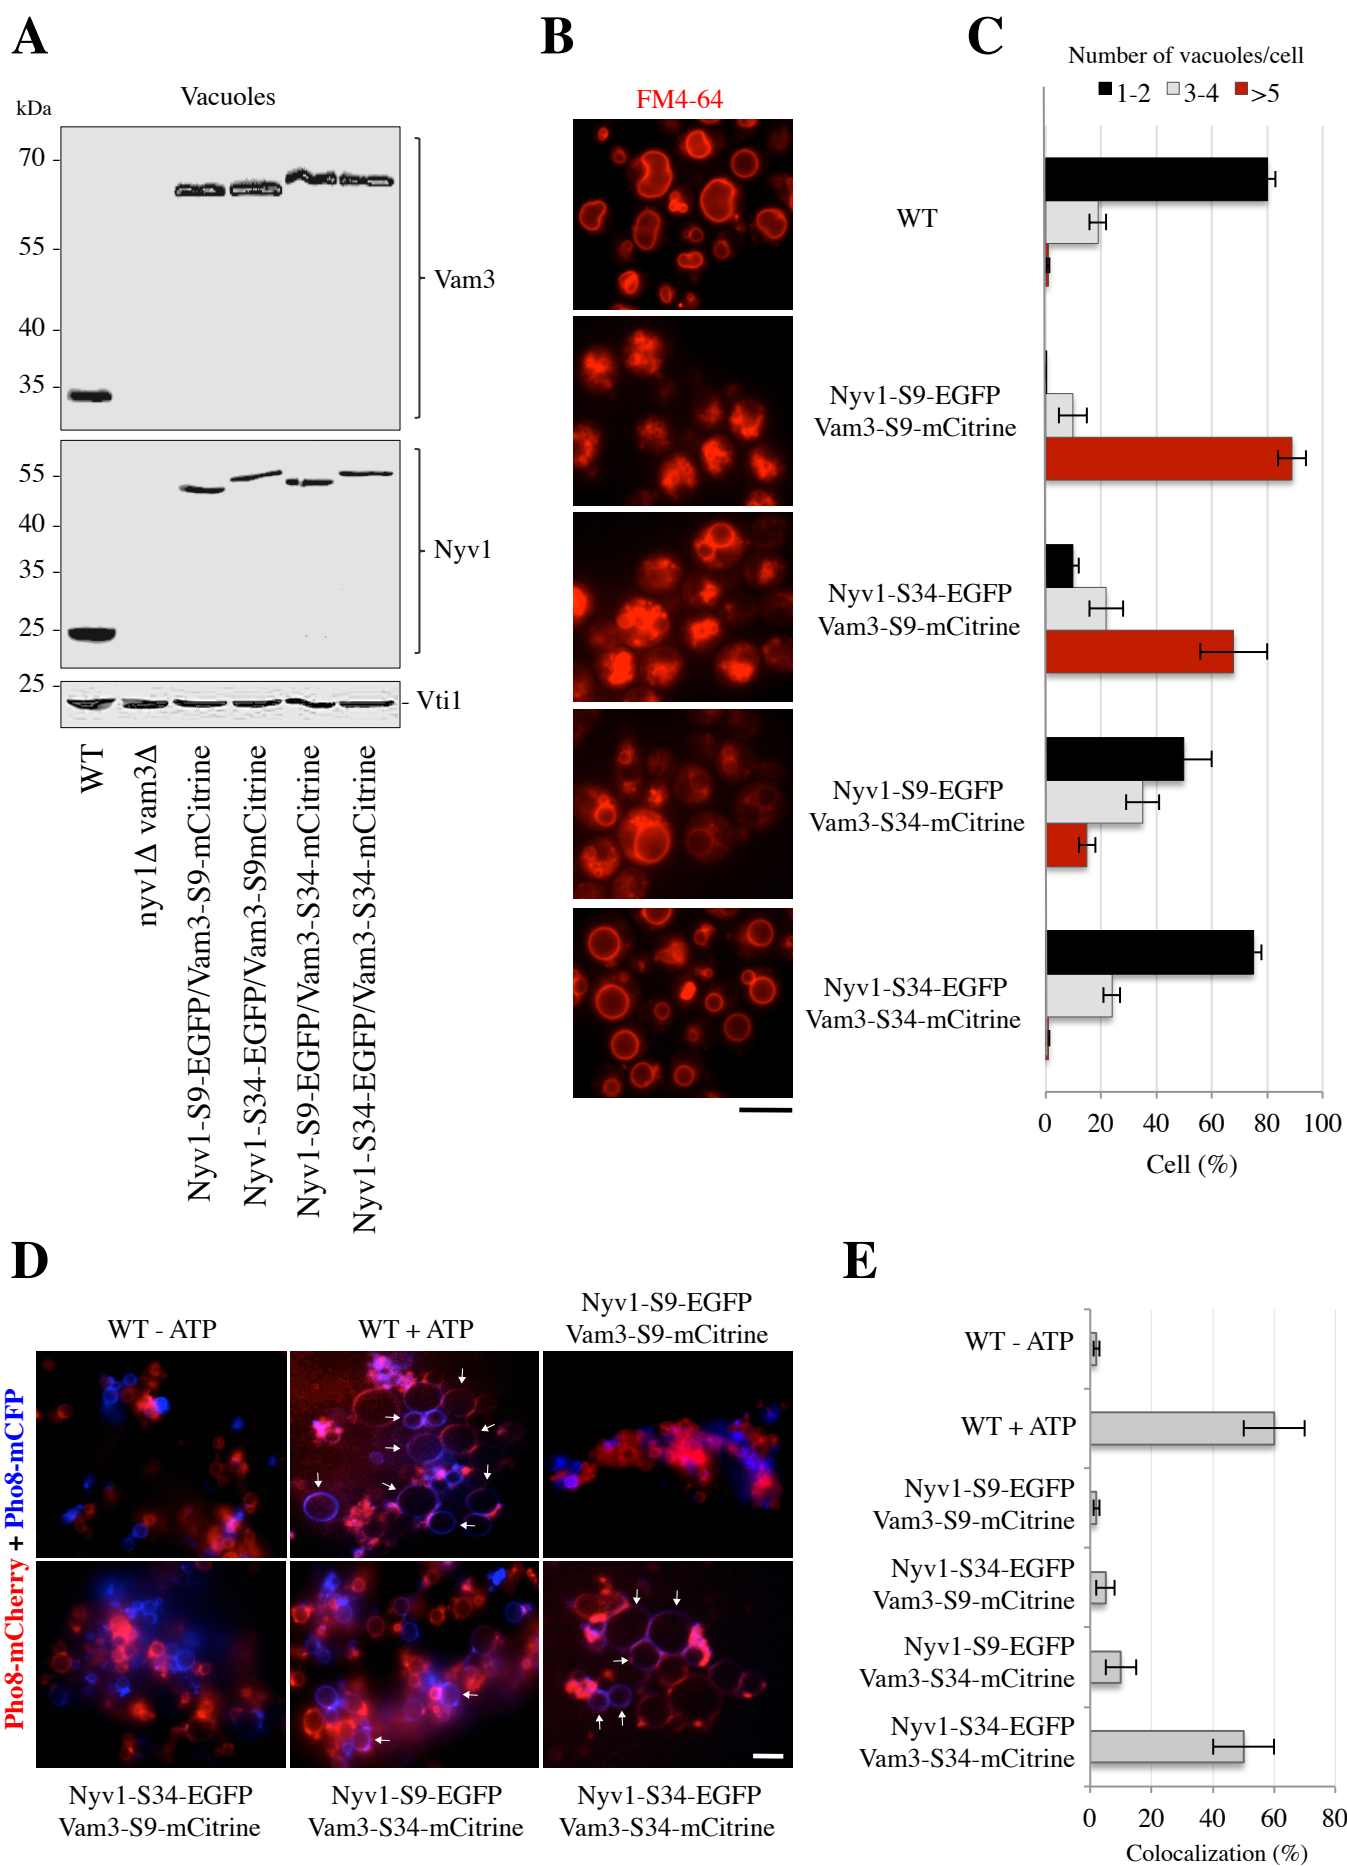 A
Vacuoles
kDa
70
55
40
35
Vam3
55
40
35
25
Nyv1
25
Vti1
WT
nyv1Δ vam3Δ
Nyv1-S9-EGFP/Vam3-S9-mCitrine
Nyv1-S34-EGFP/Vam3-S9mCitrine
Nyv1-S9-EGFP/Vam3-S34-mCitrine
Nyv1-S34-EGFP/Vam3-S34-mCitrine
B
FM4-64
C
Number of vacuoles/cell
1-2 3-4 >5
WT
Nyv1-S9-EGFP
Vam3-S9-mCitrine
Nyv1-S34-EGFP
Vam3-S9-mCitrine
Nyv1-S9-EGFP
Vam3-S34-mCitrine
Nyv1-S34-EGFP
Vam3-S34-mCitrine
0 20 40 60 80 100
Cell (%)
D
WT - ATP
WT + ATP
Nyv1-S9-EGFP
Vam3-S9-mCitrine
Pho8-mCherry + Pho8-mCFP
Nyv1-S34-EGFP
Vam3-S9-mCitrine
Nyv1-S9-EGFP
Vam3-S34-mCitrine
Nyv1-S34-EGFP
Vam3-S34-mCitrine
E
WT - ATP
WT + ATP
Nyv1-S9-EGFP
Vam3-S9-mCitrine
Nyv1-S34-EGFP
Vam3-S9-mCitrine
Nyv1-S9-EGFP
Vam3-S34-mCitrine
Nyv1-S34-EGFP
Vam3-S34-mCitrine
0 20 40 60 80
Colocalization (%)